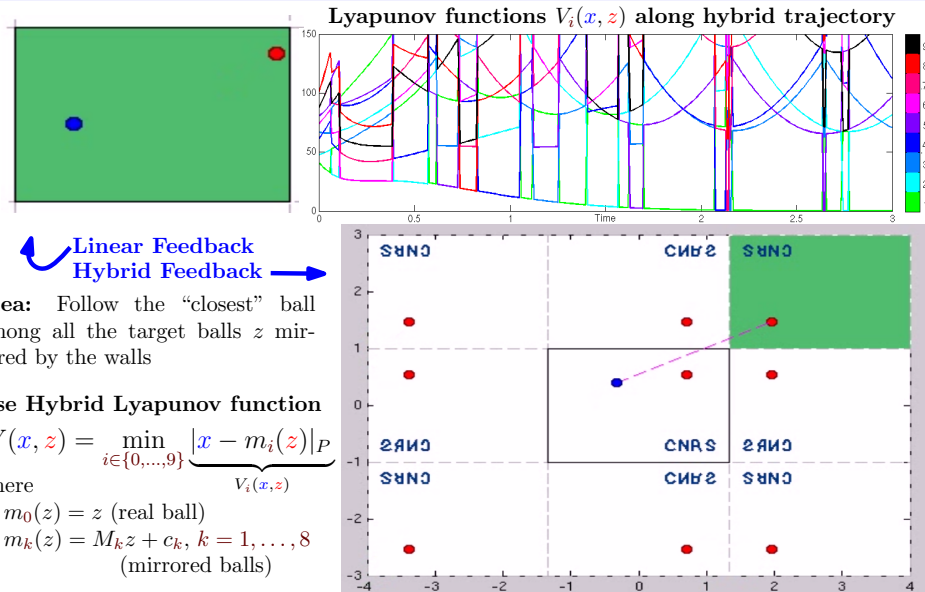 Lyapunov functions V_i(x, z) along hybrid trajectory
150
100
50
0
0
0.5
1
1.5
Time
2
2.5
3
Linear Feedback
Hybrid Feedback
ea: Follow the “closest” ball
nong all the target balls z mir-
red by the walls
se Hybrid Lyapunov function
V(x, z) = min_{i∈{0,...,9}} |x − m_i(z)|_P
V_i(x,z)
here
m_0(z) = z (real ball)
m_k(z) = M_k z + c_k, k = 1, . . . , 8
(mirrored balls)
CNRS CNRS CNRS
CNRS CNRS CNRS
CNRS CNRS CNRS
3
2
1
0
-1
-2
-3
-4 -3 -2 -1 0 1 2 3 4